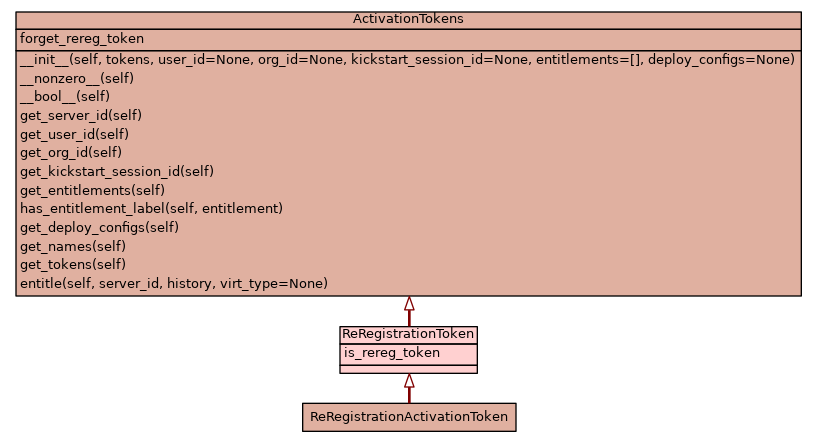 ActivationTokens
forget_rereg_token
__init__(self, tokens, user_id=None, org_id=None, kickstart_session_id=None, entitlements=[], deploy_configs=None)
__nonzero__(self)
__bool__(self)
get_server_id(self)
get_user_id(self)
get_org_id(self)
get_kickstart_session_id(self)
get_entitlements(self)
has_entitlement_label(self, entitlement)
get_deploy_configs(self)
get_names(self)
get_tokens(self)
entitle(self, server_id, history, virt_type=None)
ReRegistrationToken
is_rereg_token
ReRegistrationActivationToken